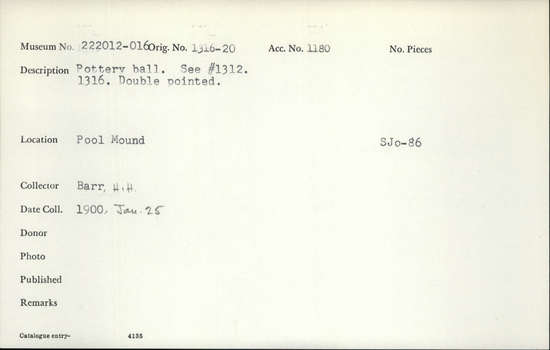 Museum No. 222012-016 Orig. No. 1316-20 Acc. No. 1180 No. Pieces
Description Pottery ball. See #1312.
1316. Double pointed.
Location Pool Mound SJo-86
Collector Barr, H.H.
Date Coll. 1900, Jan. 25
Donor
Photo
Published
Remarks
Catalogue entry- 4135